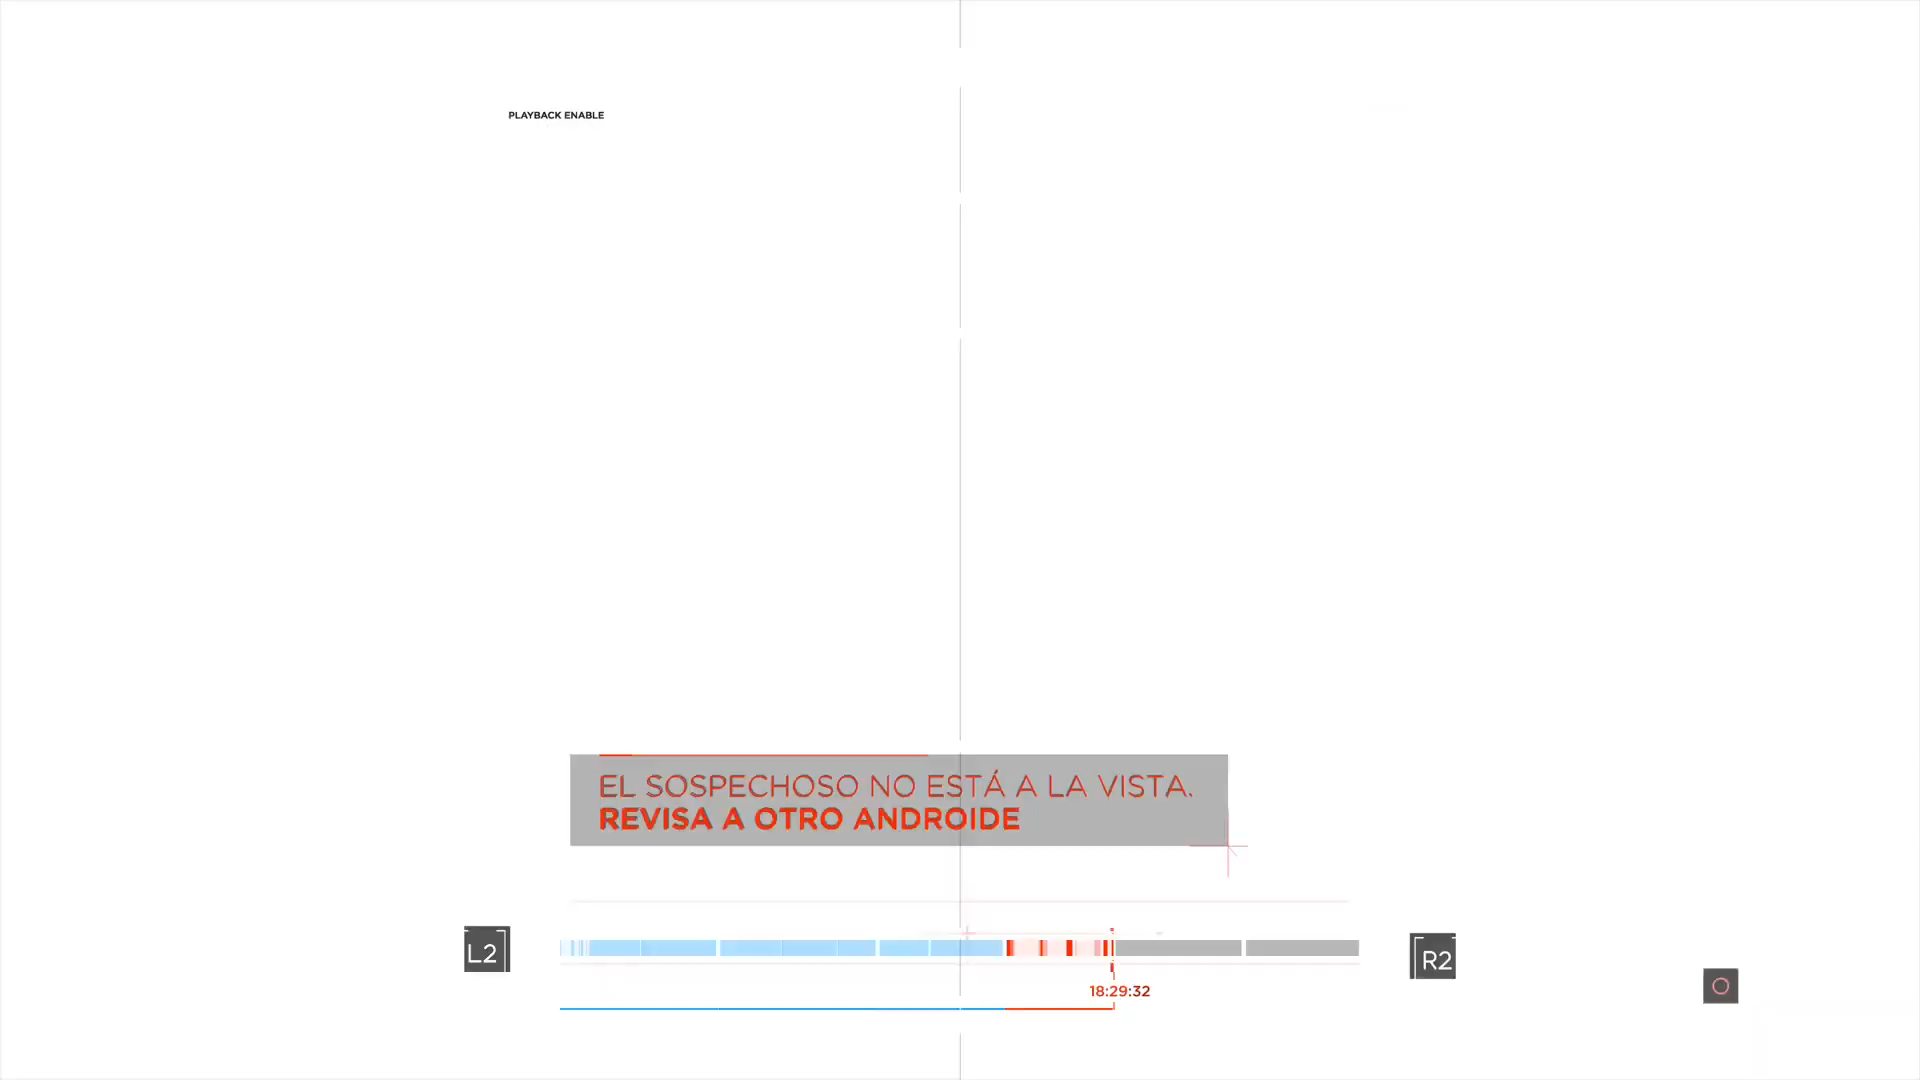 PLAYBACK ENABLE
EL SOSPECHOSO NO ESTÁ A LA VISTA.
REVISA A OTRO ANDROIDE
L2
R2
18:29:32